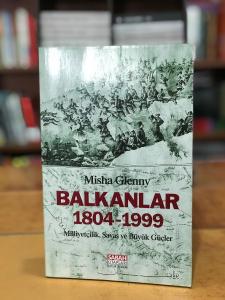 Misha Glenny
BALKANLAR
1804-1999
Milliyetçilik, Savaş ve Büyük Güçler
SABAH